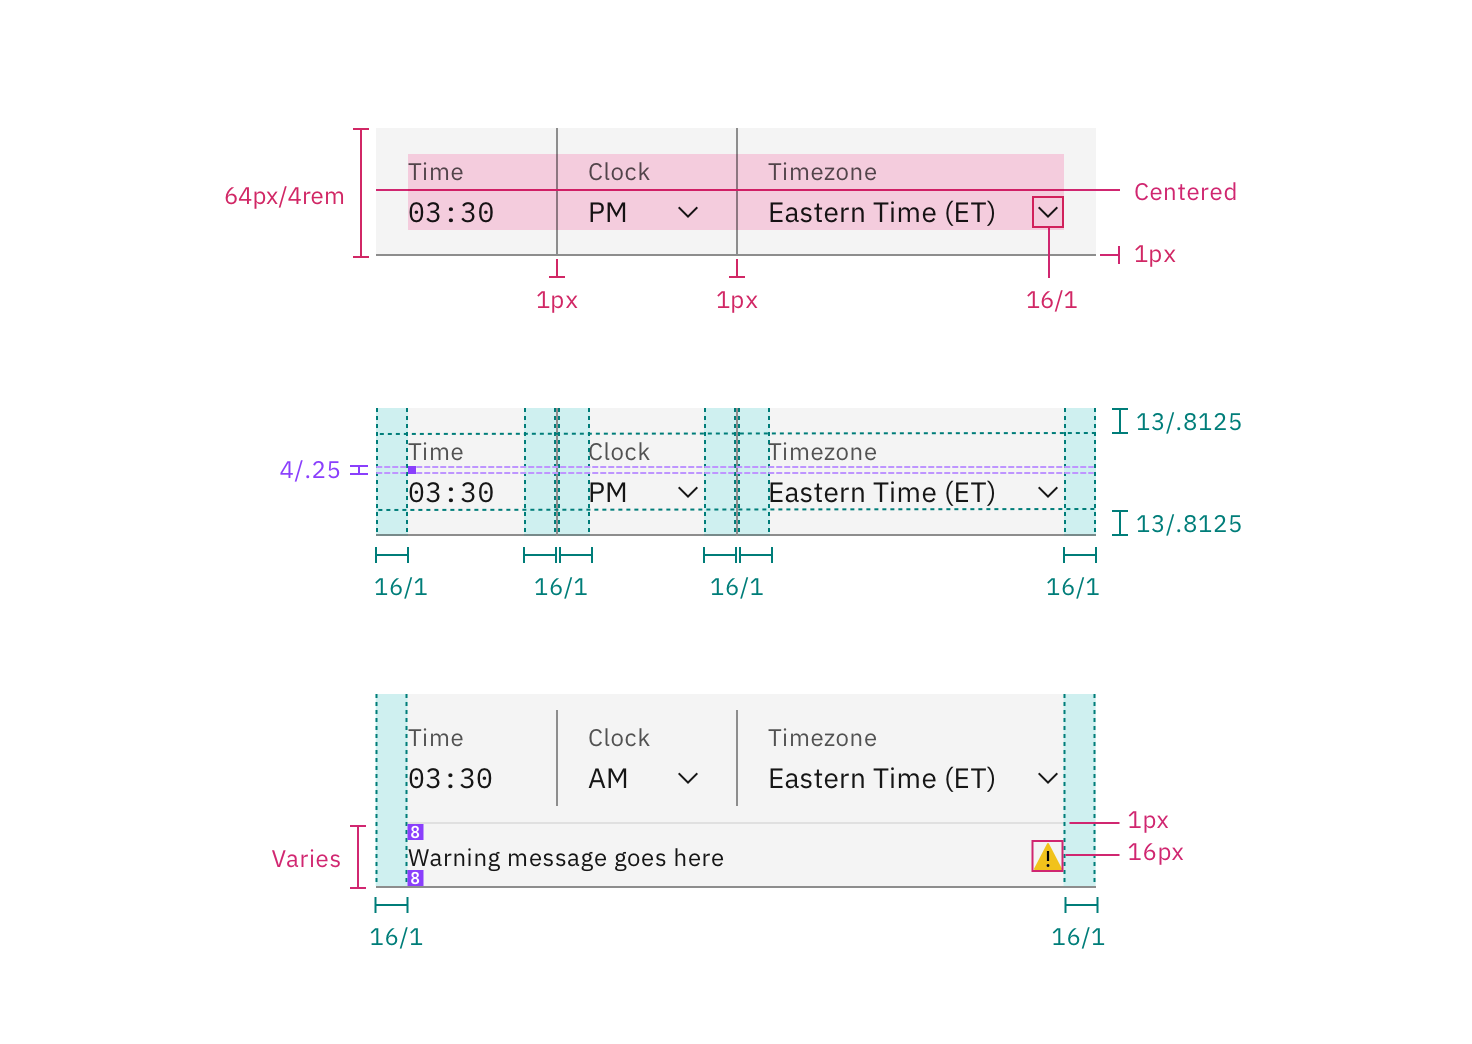 Time Clock Timezone
64px/4rem Centered
03:30 PM Eastern Time (ET)
1px
1px 1px 16/1
13/.8125
Time Clock Timezone
4/.25
03:30 PM Eastern Time (ET)
13/.8125
16/1 16/1 16/1 16/1
Time Clock Timezone
03:30 AM Eastern Time (ET)
1px
8
Varies Warning message goes here 16px
8
16/1 16/1